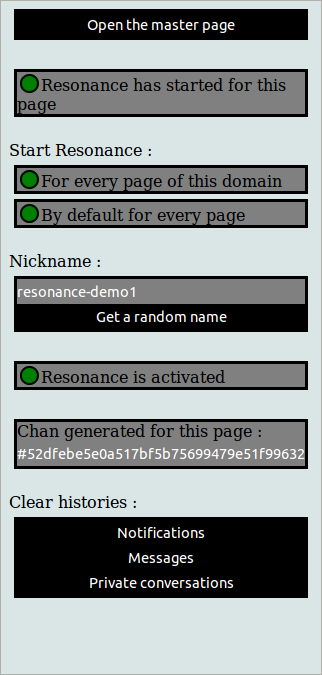 Open the master page
Resonance has started for this
page
Start Resonance :
For every page of this domain
By default for every page
Nickname :
resonance-demo1
Get a random name
Resonance is activated
Chan generated for this page :
#52dfebe5e0a517bf5b75699479e51f99632
Clear histories :
Notifications
Messages
Private conversations